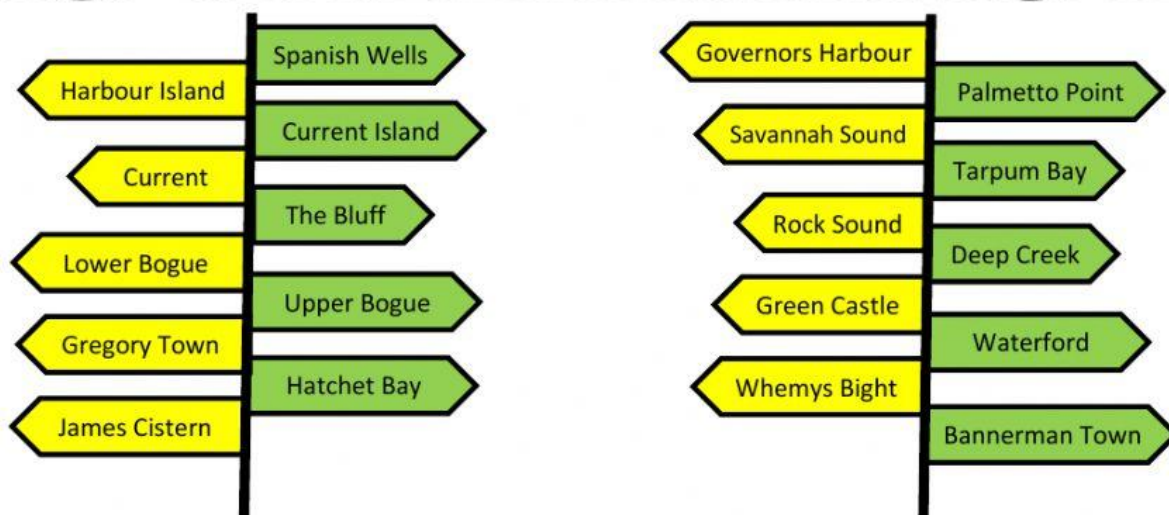 Spanish Wells
Harbour Island
Current Island
Current
The Bluff
Lower Bogue
Upper Bogue
Gregory Town
Hatchet Bay
James Cistern
Governors Harbour
Palmetto Point
Savannah Sound
Tarpum Bay
Rock Sound
Deep Creek
Green Castle
Waterford
Whemys Bight
Bannerman Town